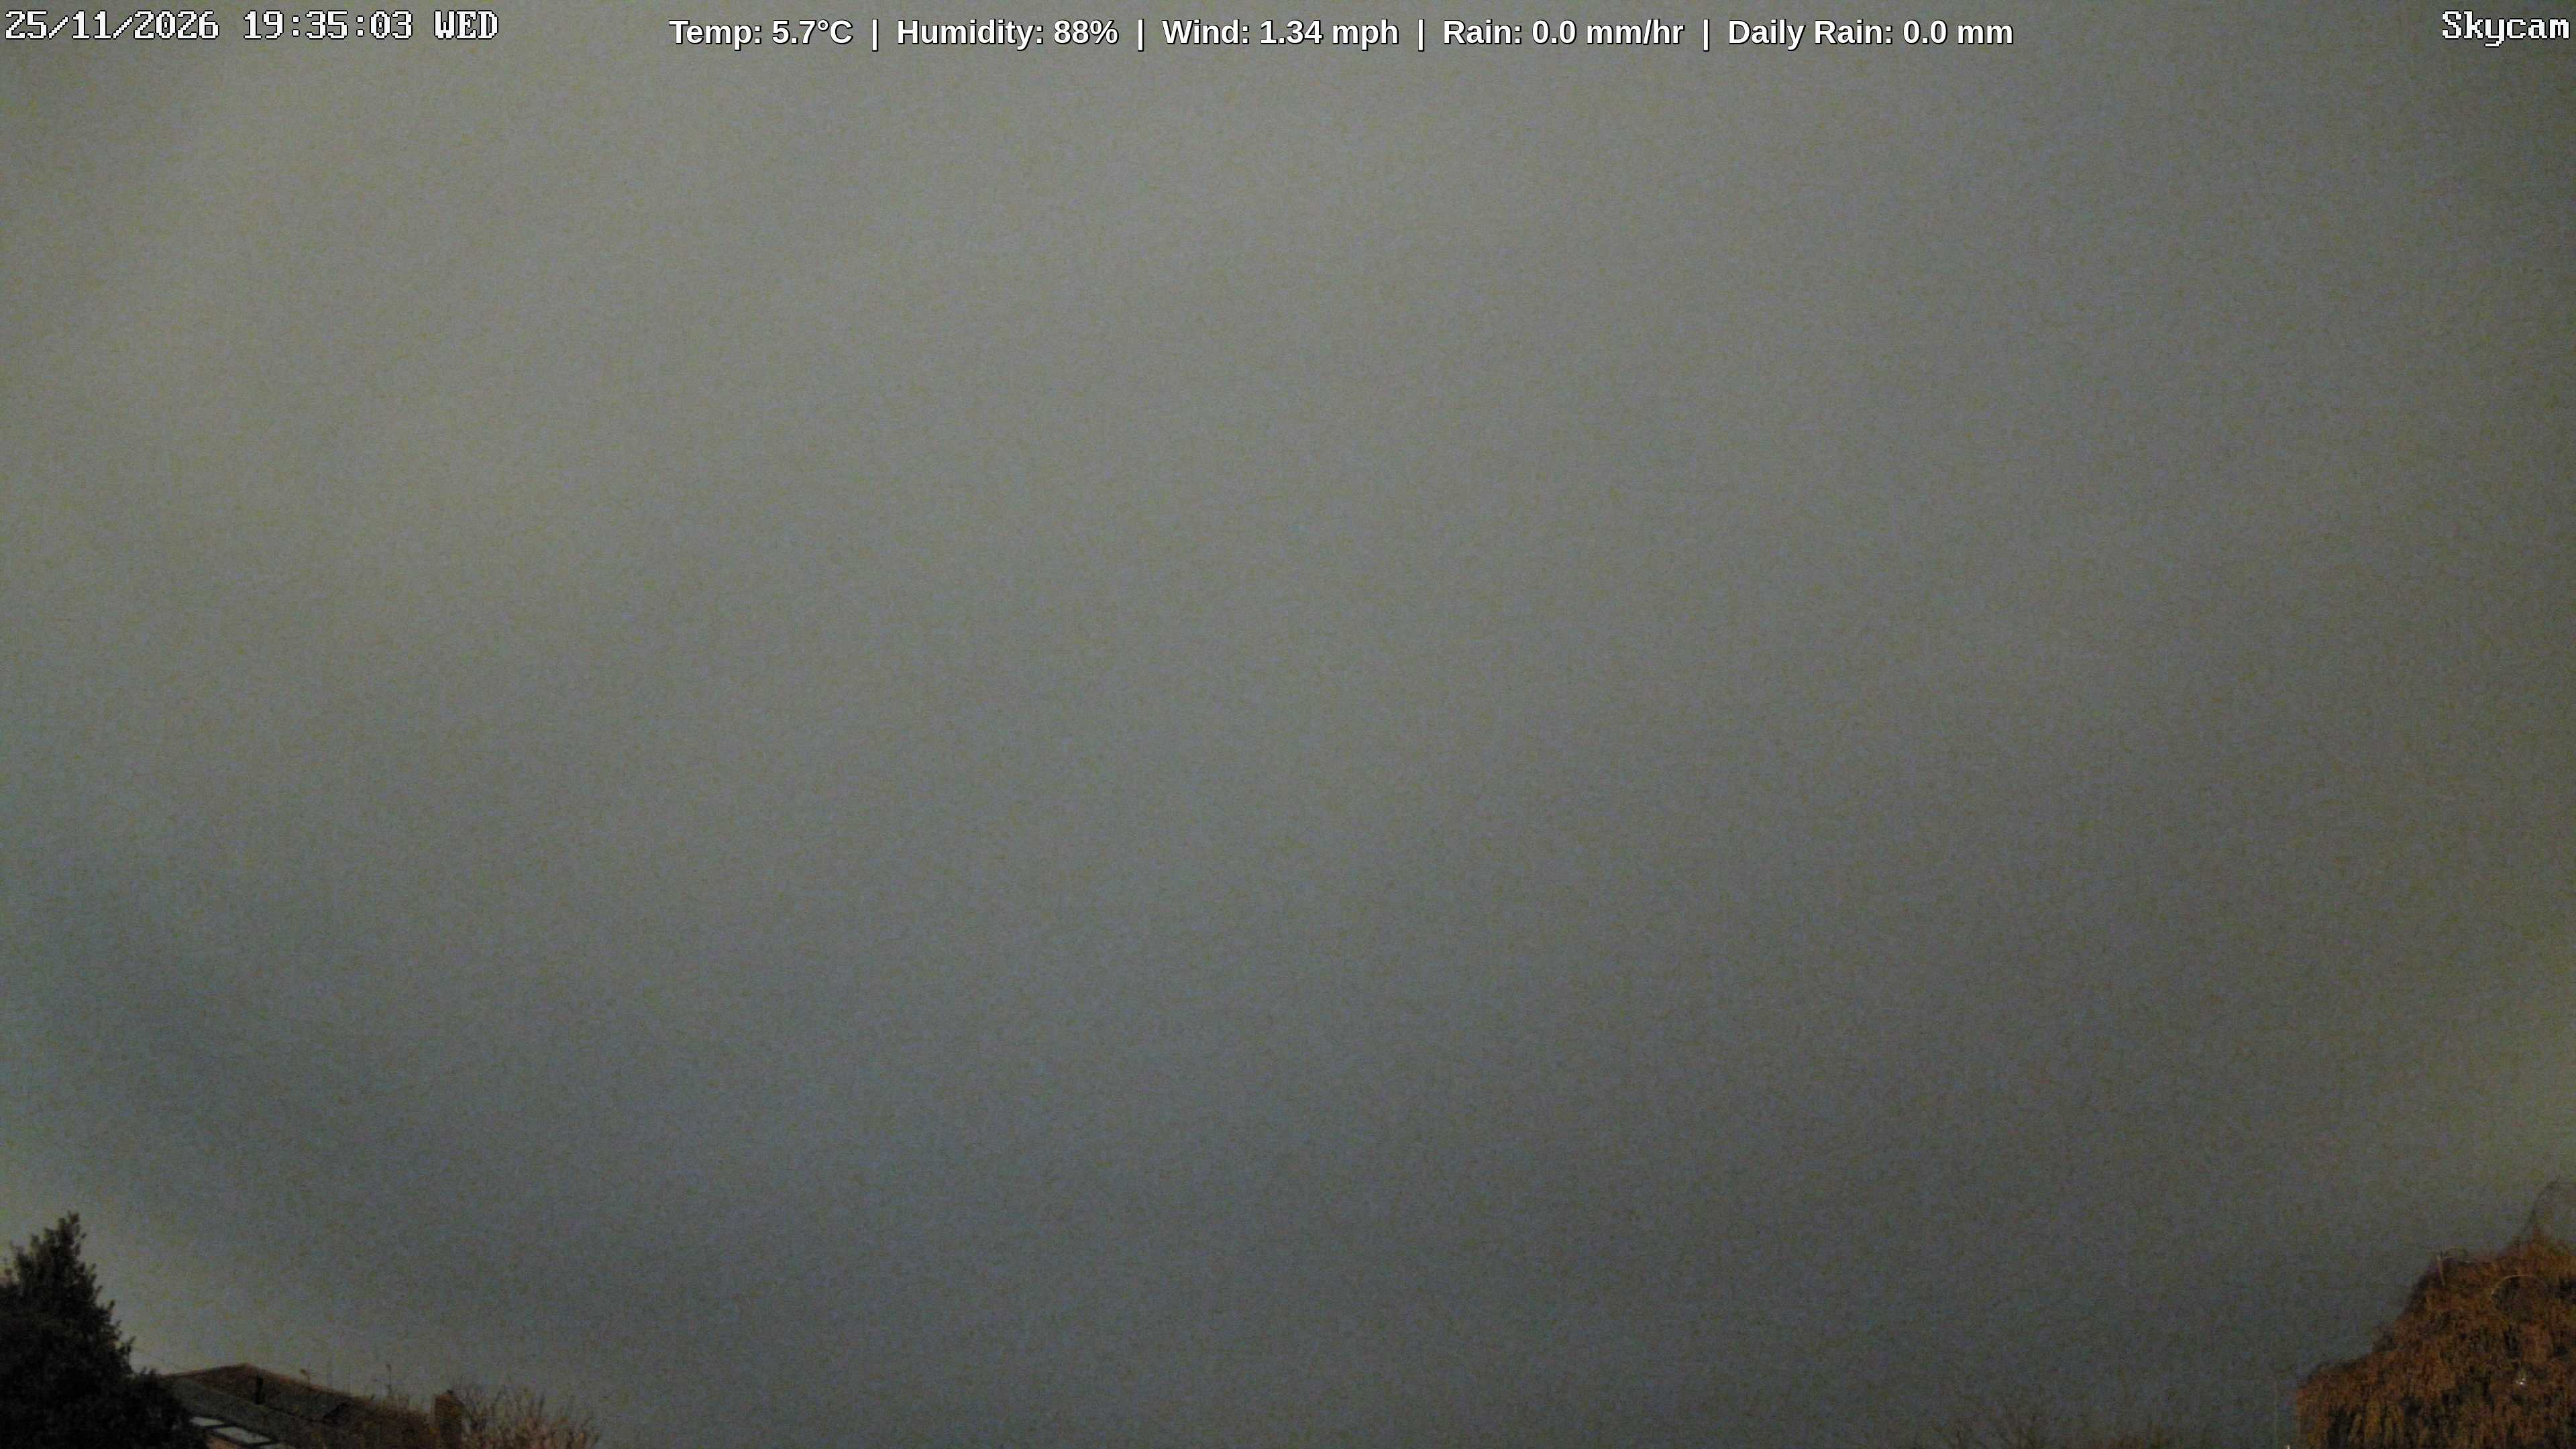 25/11/2026 19:35:03 WED
Temp: 5.7°C | Humidity: 88% | Wind: 1.34 mph | Rain: 0.0 mm/hr | Daily Rain: 0.0 mm
Skycam